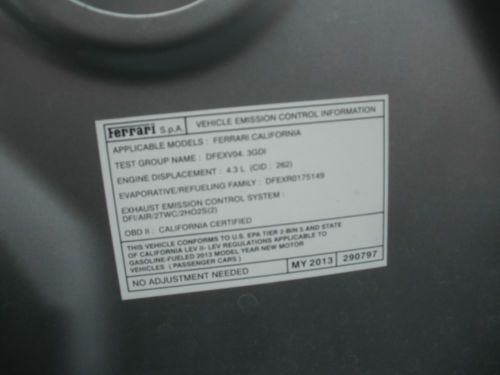 Ferrari S.p.A. VEHICLE EMISSION CONTROL INFORMATION
APPLICABLE MODELS : FERRARI CALIFORNIA
TEST GROUP NAME : DFEXV04. 3GDI
ENGINE DISPLACEMENT : 4.3 L (CID : 262)
EVAPORATIVE/REFUELING FAMILY : DFEXR0175149
EXHAUST EMISSION CONTROL SYSTEM :
DFI/AIR/2TWC/2HO2S(2)
OBD II : CALIFORNIA CERTIFIED
THIS VEHICLE CONFORMS TO U.S. EPA TIER 2-BIN 5 AND STATE
OF CALIFORNIA LEV II- LEV REGULATIONS APPLICABLE TO
GASOLINE-FUELED 2013 MODEL YEAR NEW MOTOR
VEHICLES ( PASSENGER CARS )
NO ADJUSTMENT NEEDED MY 2013 290797